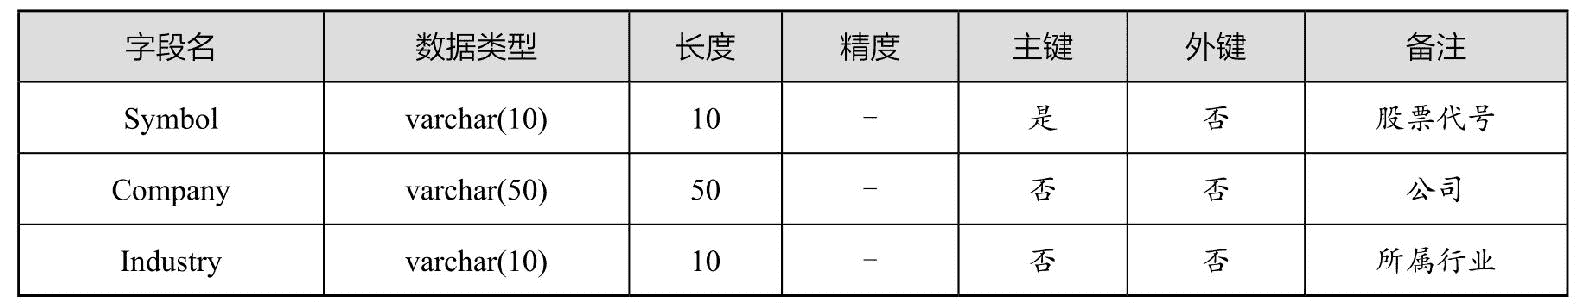 字段名 数据类型 长度 精度 主键 外键 备注
Symbol varchar(10) 10 - 是 否 股票代号
Company varchar(50) 50 - 否 否 公司
Industry varchar(10) 10 - 否 否 所属行业